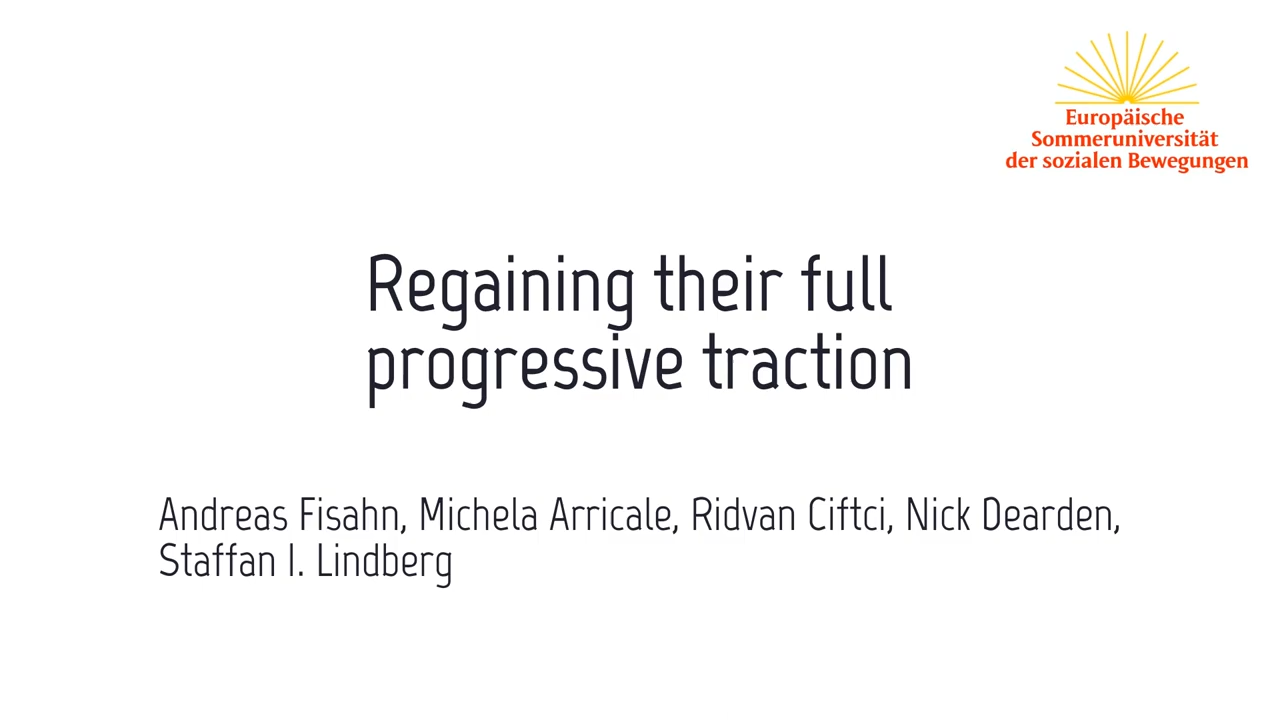 Europäische
Sommeruniversität
der sozialen Bewegungen
Regaining their full
progressive traction
Andreas Fisahn, Michela Arricale, Ridvan Ciftci, Nick Dearden,
Staffan I. Lindberg